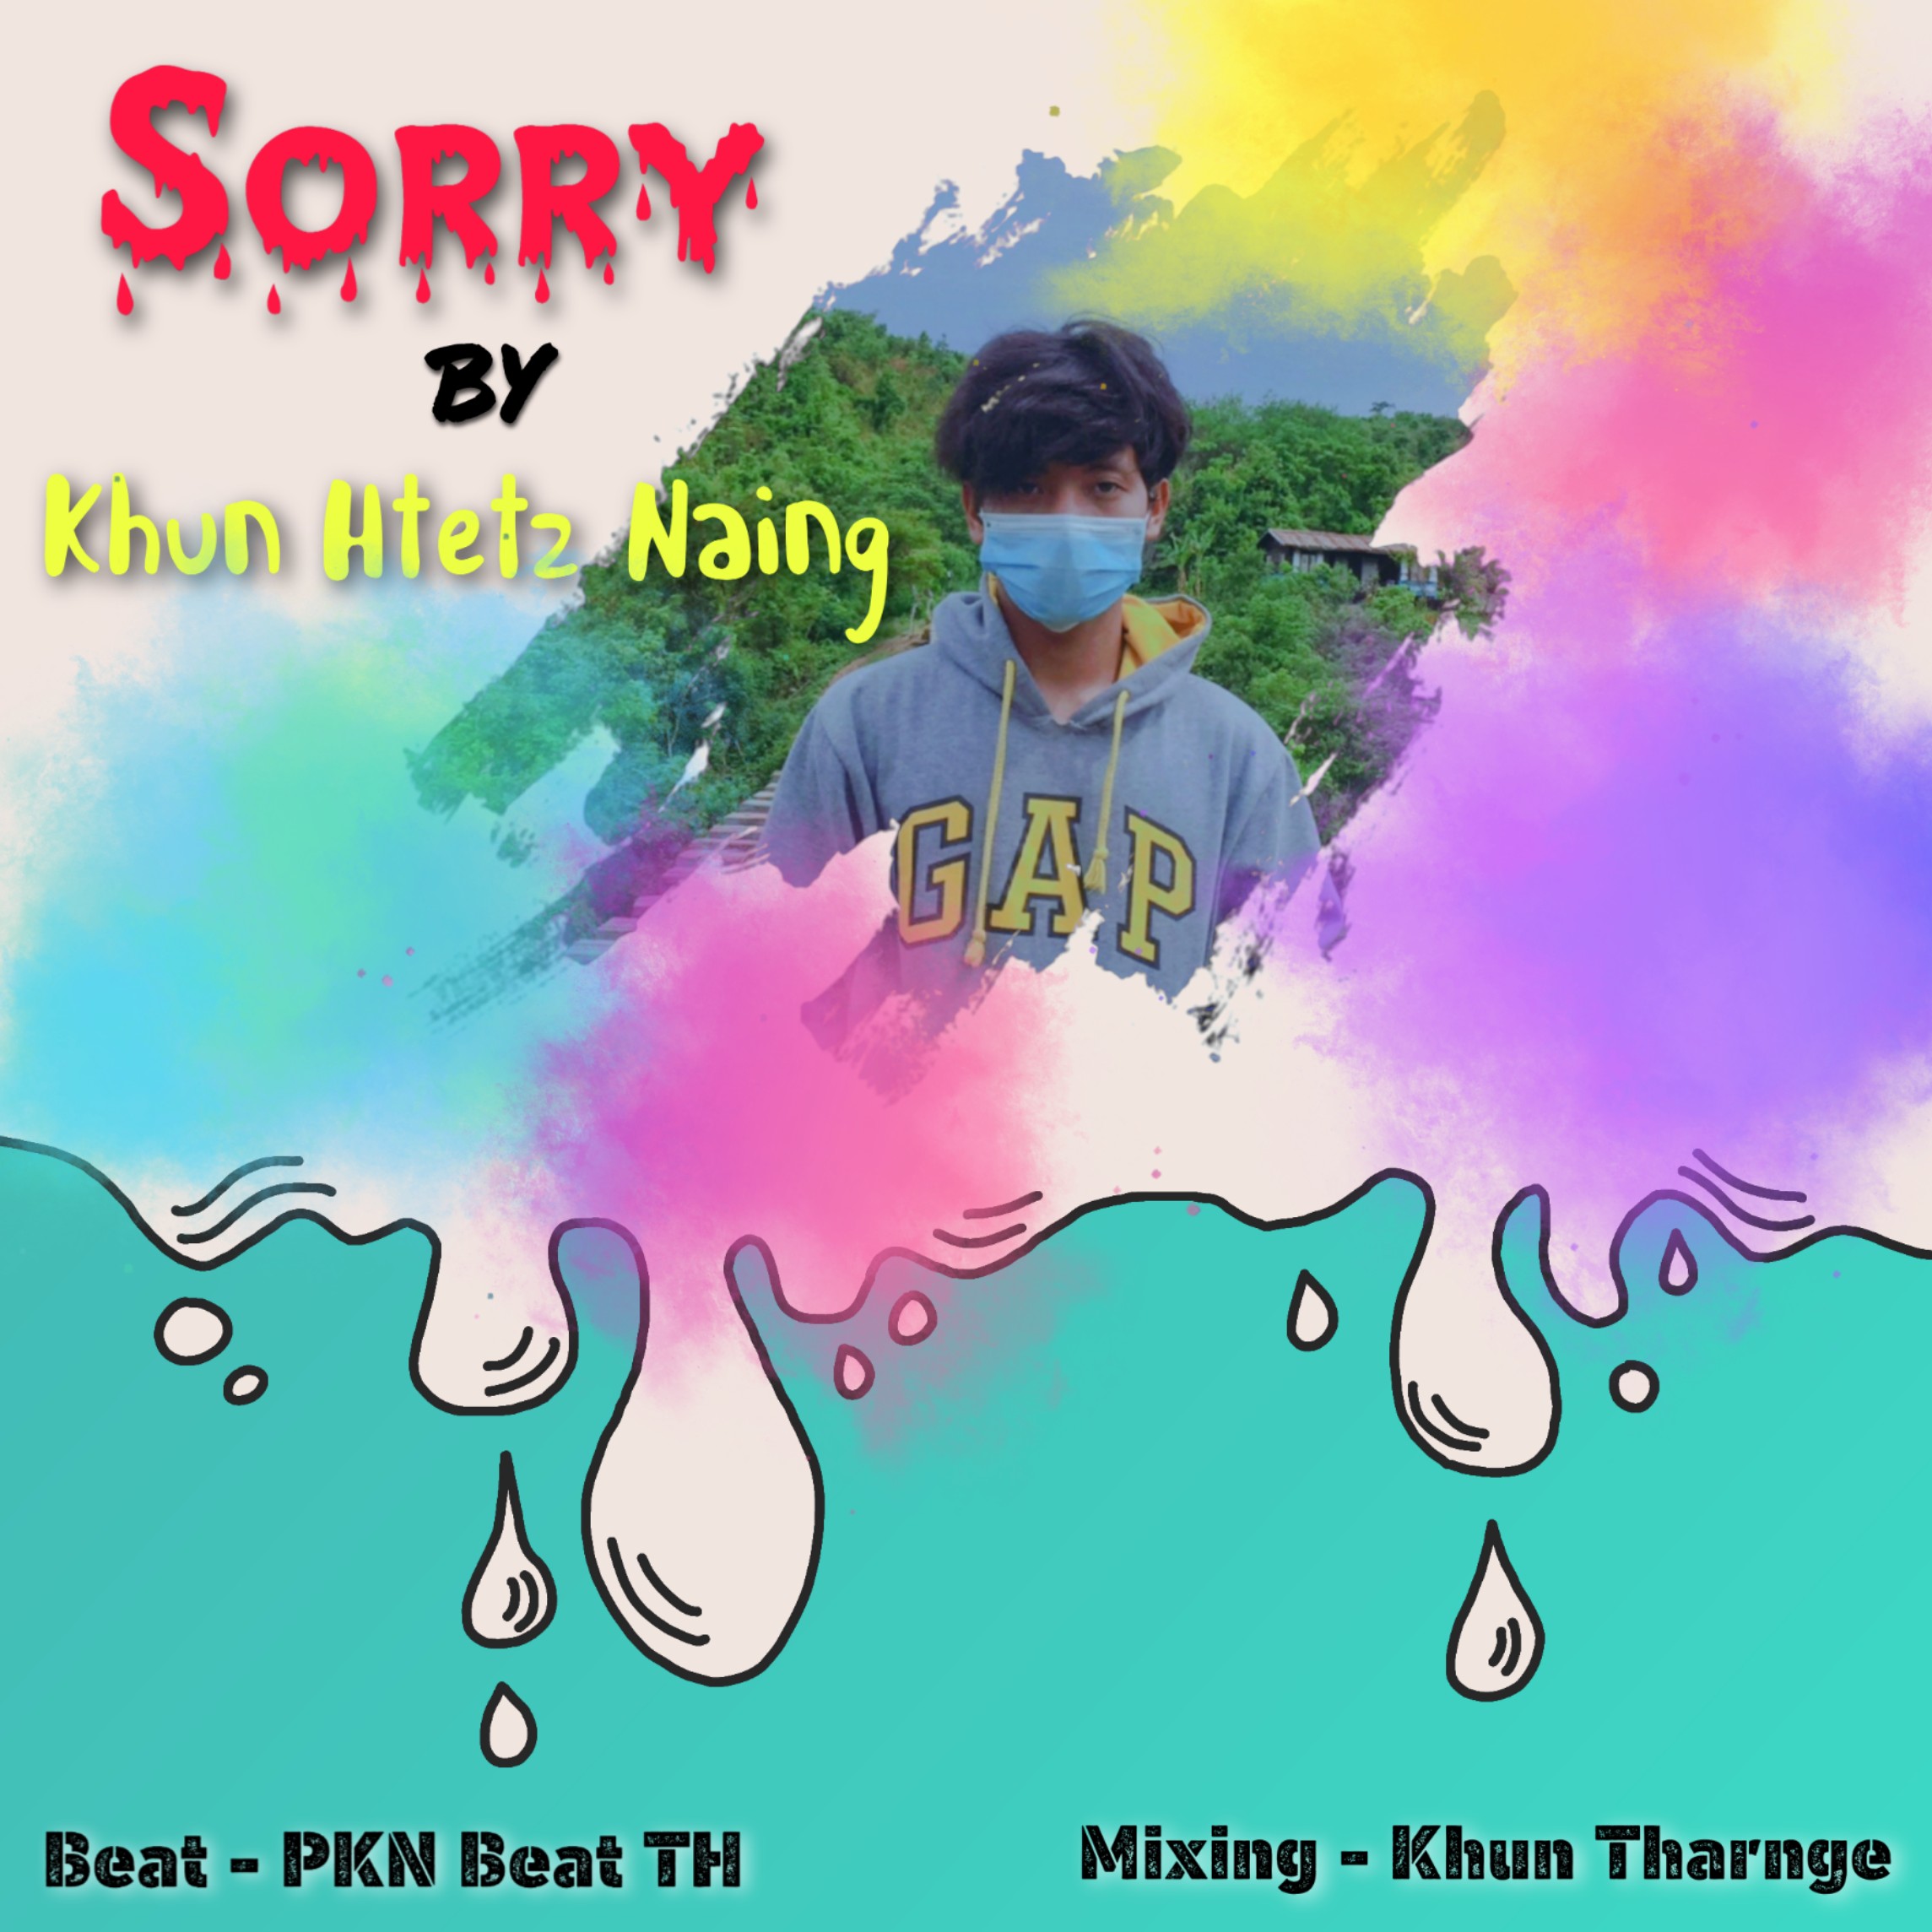 Sorry
BY
Khun Htetz Naing
GAP
Beat - PKN Beat TH
Mixing - Khun Tharnge